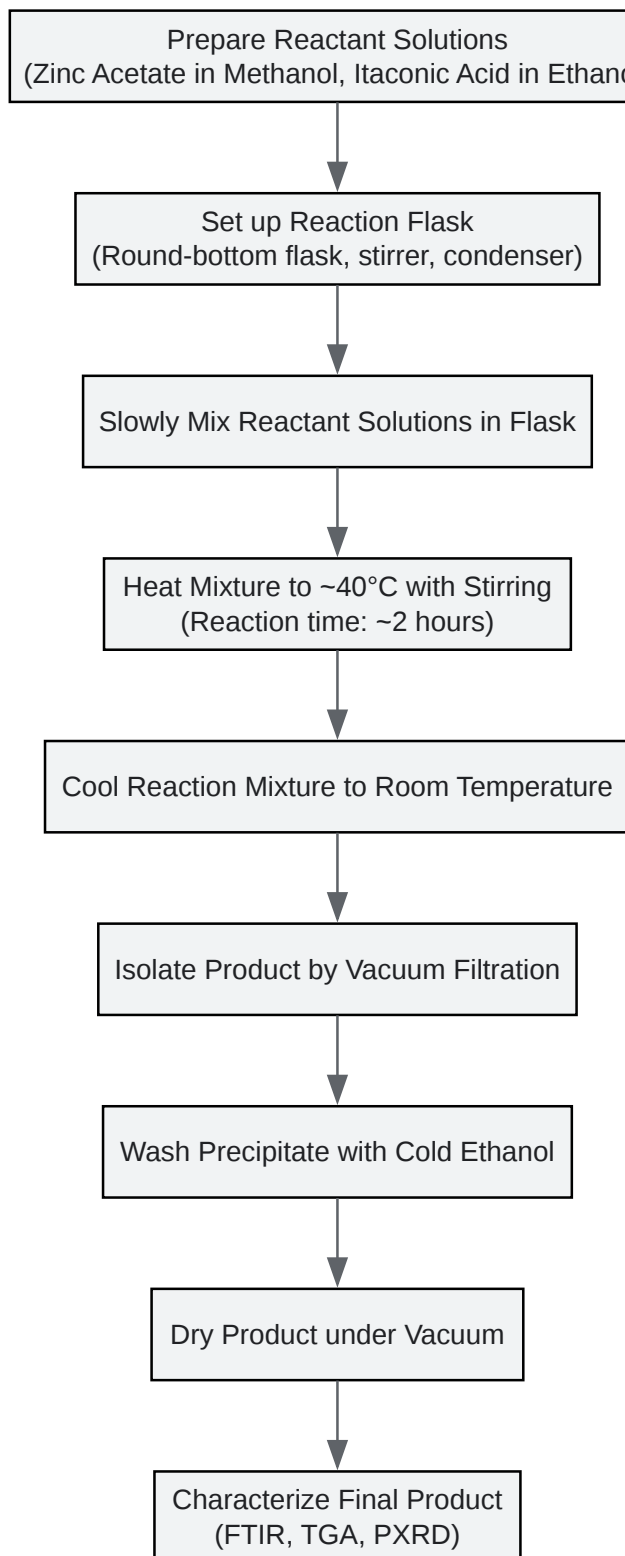 Prepare Reactant Solutions
(Zinc Acetate in Methanol, Itaconic Acid in Ethano
Set up Reaction Flask
(Round-bottom flask, stirrer, condenser)
Slowly Mix Reactant Solutions in Flask
Heat Mixture to ~40°C with Stirring
(Reaction time: ~2 hours)
Cool Reaction Mixture to Room Temperature
Isolate Product by Vacuum Filtration
Wash Precipitate with Cold Ethanol
Dry Product under Vacuum
Characterize Final Product
(FTIR, TGA, PXRD)